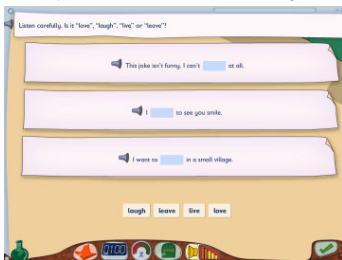 Listen carefully. Is it "love", "laugh", "live" or "leave"?
This joke isn't funny. I can't at all.
I to see you smile.
I want to in a small village.
laugh leave live love